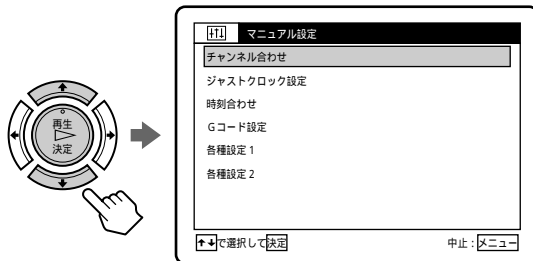 再生
決定
マニュアル設定
チャンネル合わせ
ジャストクロック設定
時刻合わせ
Gコード設定
各種設定1
各種設定2
↑↓で選択して決定
中止：メニュー